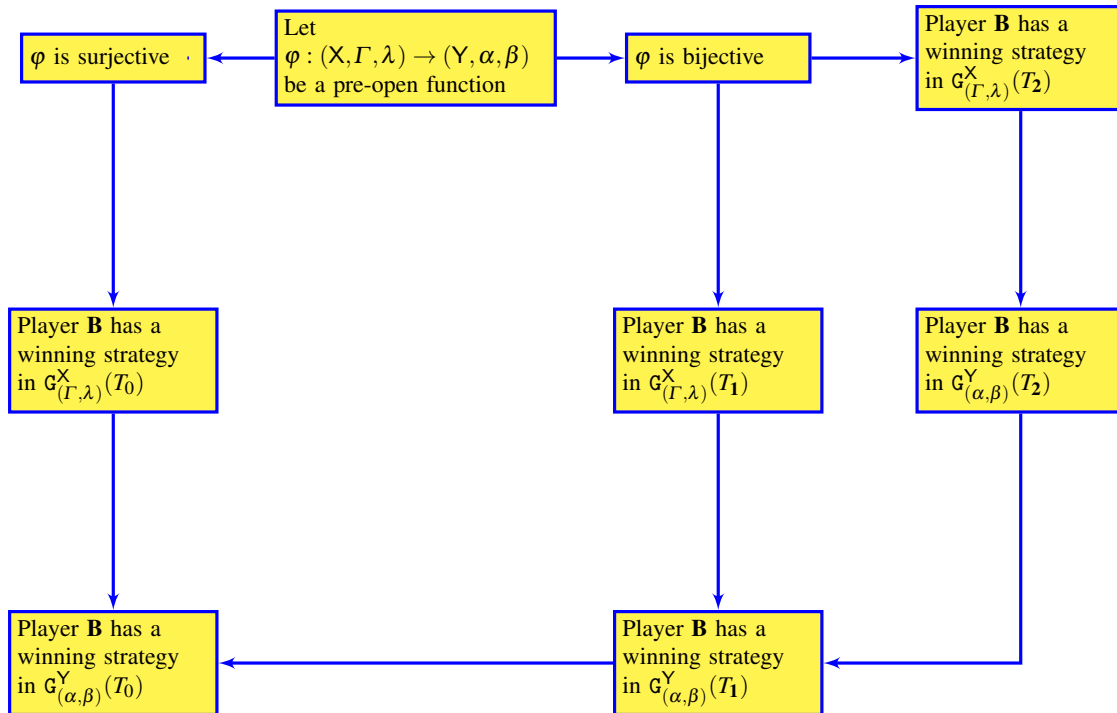 φ is surjective .
Let
φ : (X, Γ, λ) → (Y, α, β)
be a pre-open function
φ is bijective
Player B has a
winning strategy
in G^X_(Γ,λ)(T_2)
Player B has a
winning strategy
in G^X_(Γ,λ)(T_0)
Player B has a
winning strategy
in G^X_(Γ,λ)(T_1)
Player B has a
winning strategy
in G^Y_(α,β)(T_2)
Player B has a
winning strategy
in G^Y_(α,β)(T_0)
Player B has a
winning strategy
in G^Y_(α,β)(T_1)